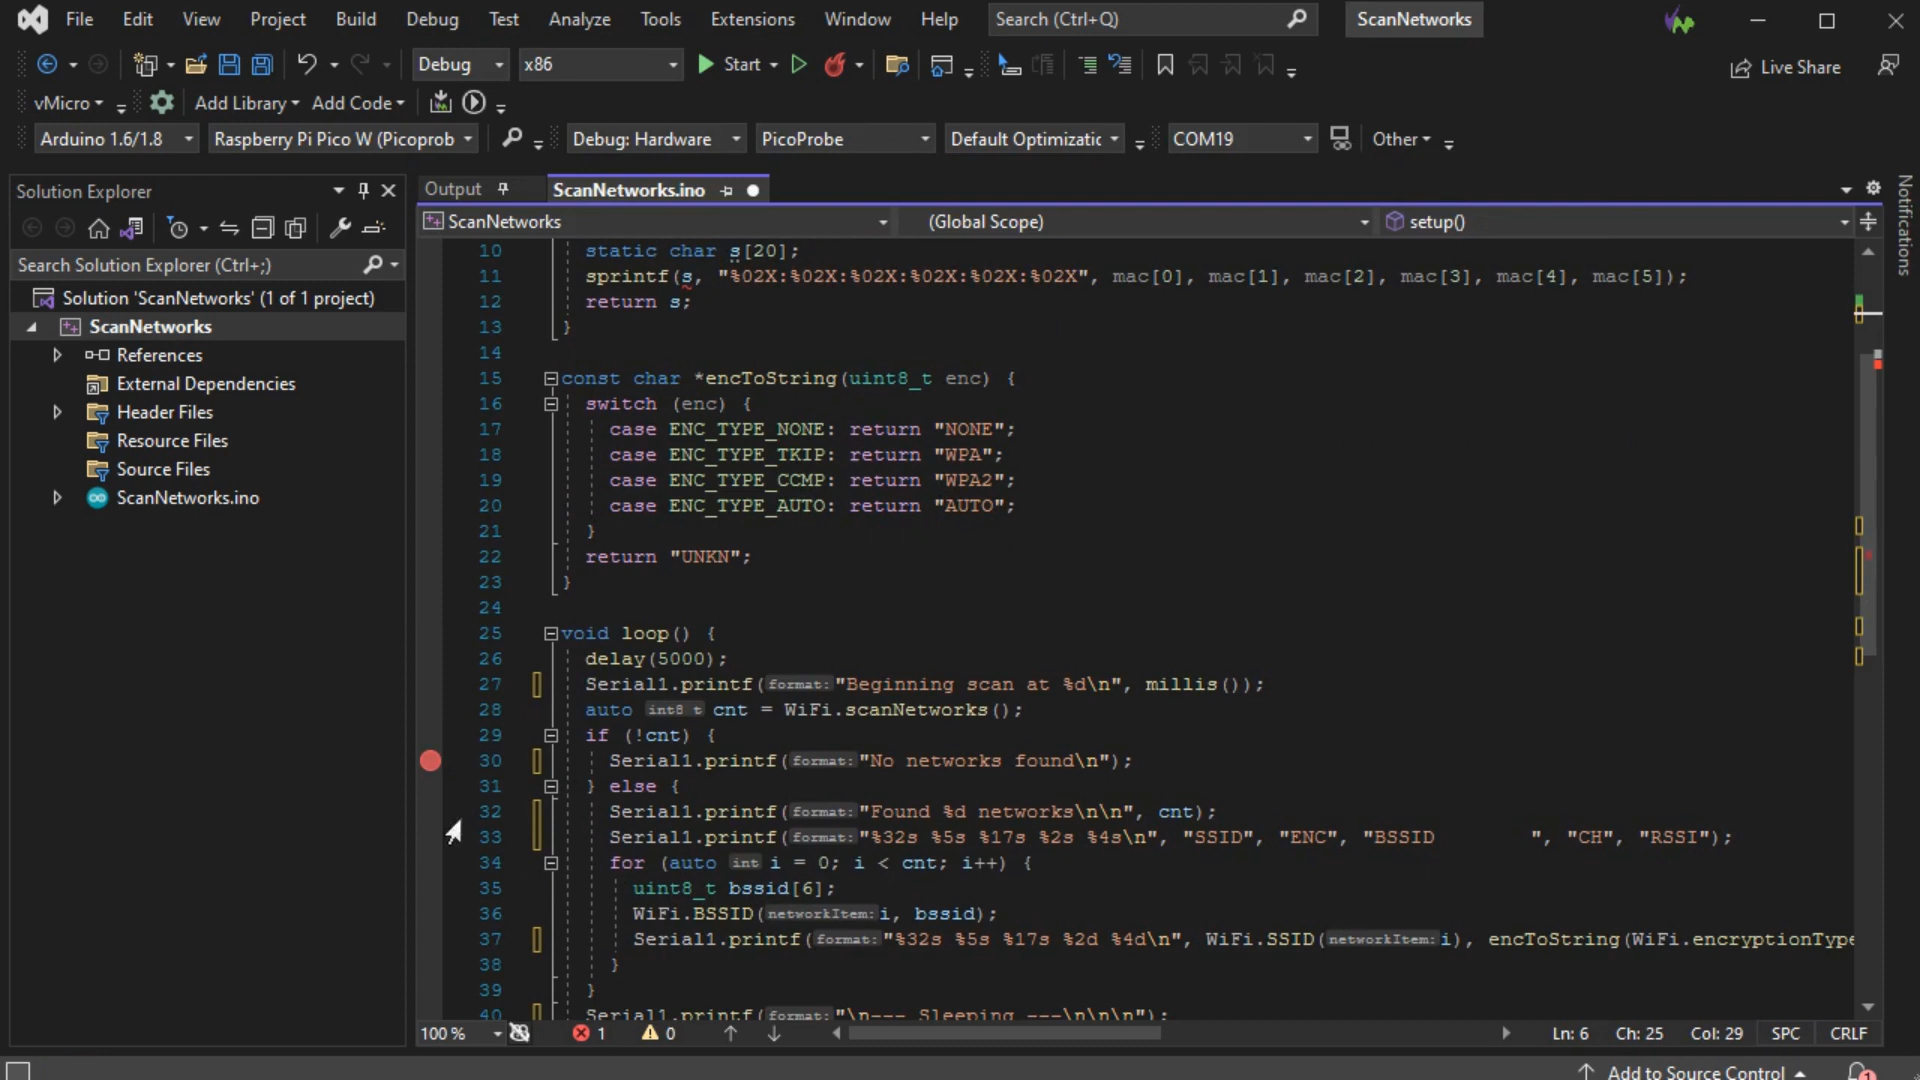 File Edit View Project Build Debug Test Analyze Tools Extensions Window Help Search (Ctrl+Q) ScanNetworks
Debug x86 Start Live Share
vMicro Add Library Add Code
Arduino 1.6/1.8 Raspberry Pi Pico W (Picoprob Debug: Hardware PicoProbe Default Optimizatic COM19 Other
Solution Explorer
Search Solution Explorer (Ctrl+;)
Solution 'ScanNetworks' (1 of 1 project)
ScanNetworks
References
External Dependencies
Header Files
Resource Files
Source Files
ScanNetworks.ino
Output ScanNetworks.ino
ScanNetworks (Global Scope) setup()
10 static char s[20];
11 sprintf(s, "%02X:%02X:%02X:%02X:%02X:%02X", mac[0], mac[1], mac[2], mac[3], mac[4], mac[5]);
12 return s;
13 }
14
15 const char *encToString(uint8_t enc) {
16 switch (enc) {
17 case ENC_TYPE_NONE: return "NONE";
18 case ENC_TYPE_TKIP: return "WPA";
19 case ENC_TYPE_CCMP: return "WPA2";
20 case ENC_TYPE_AUTO: return "AUTO";
21 }
22 return "UNKN";
23 }
24
25 void loop() {
26 delay(5000);
27 Serial1.printf(format:"Beginning scan at %d\n", millis());
28 auto int8_t cnt = WiFi.scanNetworks();
29 if (!cnt) {
30 Serial1.printf(format:"No networks found\n");
31 } else {
32 Serial1.printf(format:"Found %d networks\n\n", cnt);
33 Serial1.printf(format:"%32s %5s %17s %2s %4s\n", "SSID", "ENC", "BSSID        ", "CH", "RSSI");
34 for (auto int i = 0; i < cnt; i++) {
35 uint8_t bssid[6];
36 WiFi.BSSID(networkItem:i, bssid);
37 Serial1.printf(format:"%32s %5s %17s %2d %4d\n", WiFi.SSID(networkItem:i), encToString(WiFi.encryptionType
38 }
39 }
40 Serial1.printf(format:"\n--- Sleeping ---\n\n\n");
100 % 1 0 Ln: 6 Ch: 25 Col: 29 SPC CRLF
Add to Source Control 1
Notifications